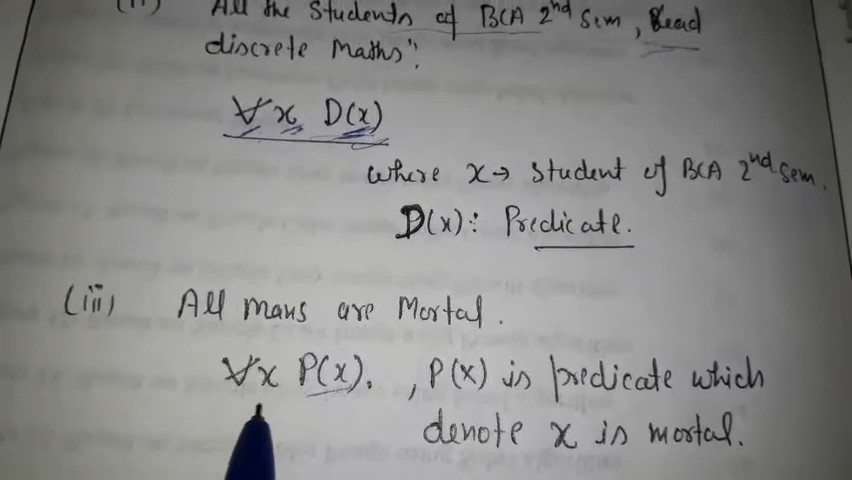 (ii) All the Students of BCA 2nd Sem, Read
discrete Maths".
∀x D(x)
where x → Student of BCA 2nd Sem.
D(x): Predicate.
(iii) All mans are Mortal.
∀x P(x). , P(x) is predicate which
denote x is mortal.